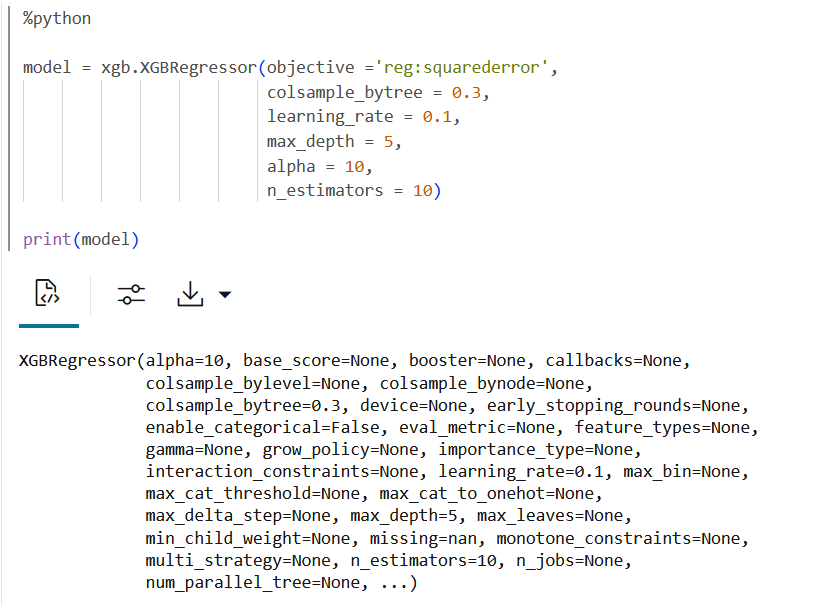 %python
model = xgb.XGBRegressor(objective ='reg:squarederror',
colsample_bytree = 0.3,
learning_rate = 0.1,
max_depth = 5,
alpha = 10,
n_estimators = 10)
print(model)
XGBRegressor(alpha=10, base_score=None, booster=None, callbacks=None,
colsample_bylevel=None, colsample_bynode=None,
colsample_bytree=0.3, device=None, early_stopping_rounds=None,
enable_categorical=False, eval_metric=None, feature_types=None,
gamma=None, grow_policy=None, importance_type=None,
interaction_constraints=None, learning_rate=0.1, max_bin=None,
max_cat_threshold=None, max_cat_to_onehot=None,
max_delta_step=None, max_depth=5, max_leaves=None,
min_child_weight=None, missing=nan, monotone_constraints=None,
multi_strategy=None, n_estimators=10, n_jobs=None,
num_parallel_tree=None, ...)